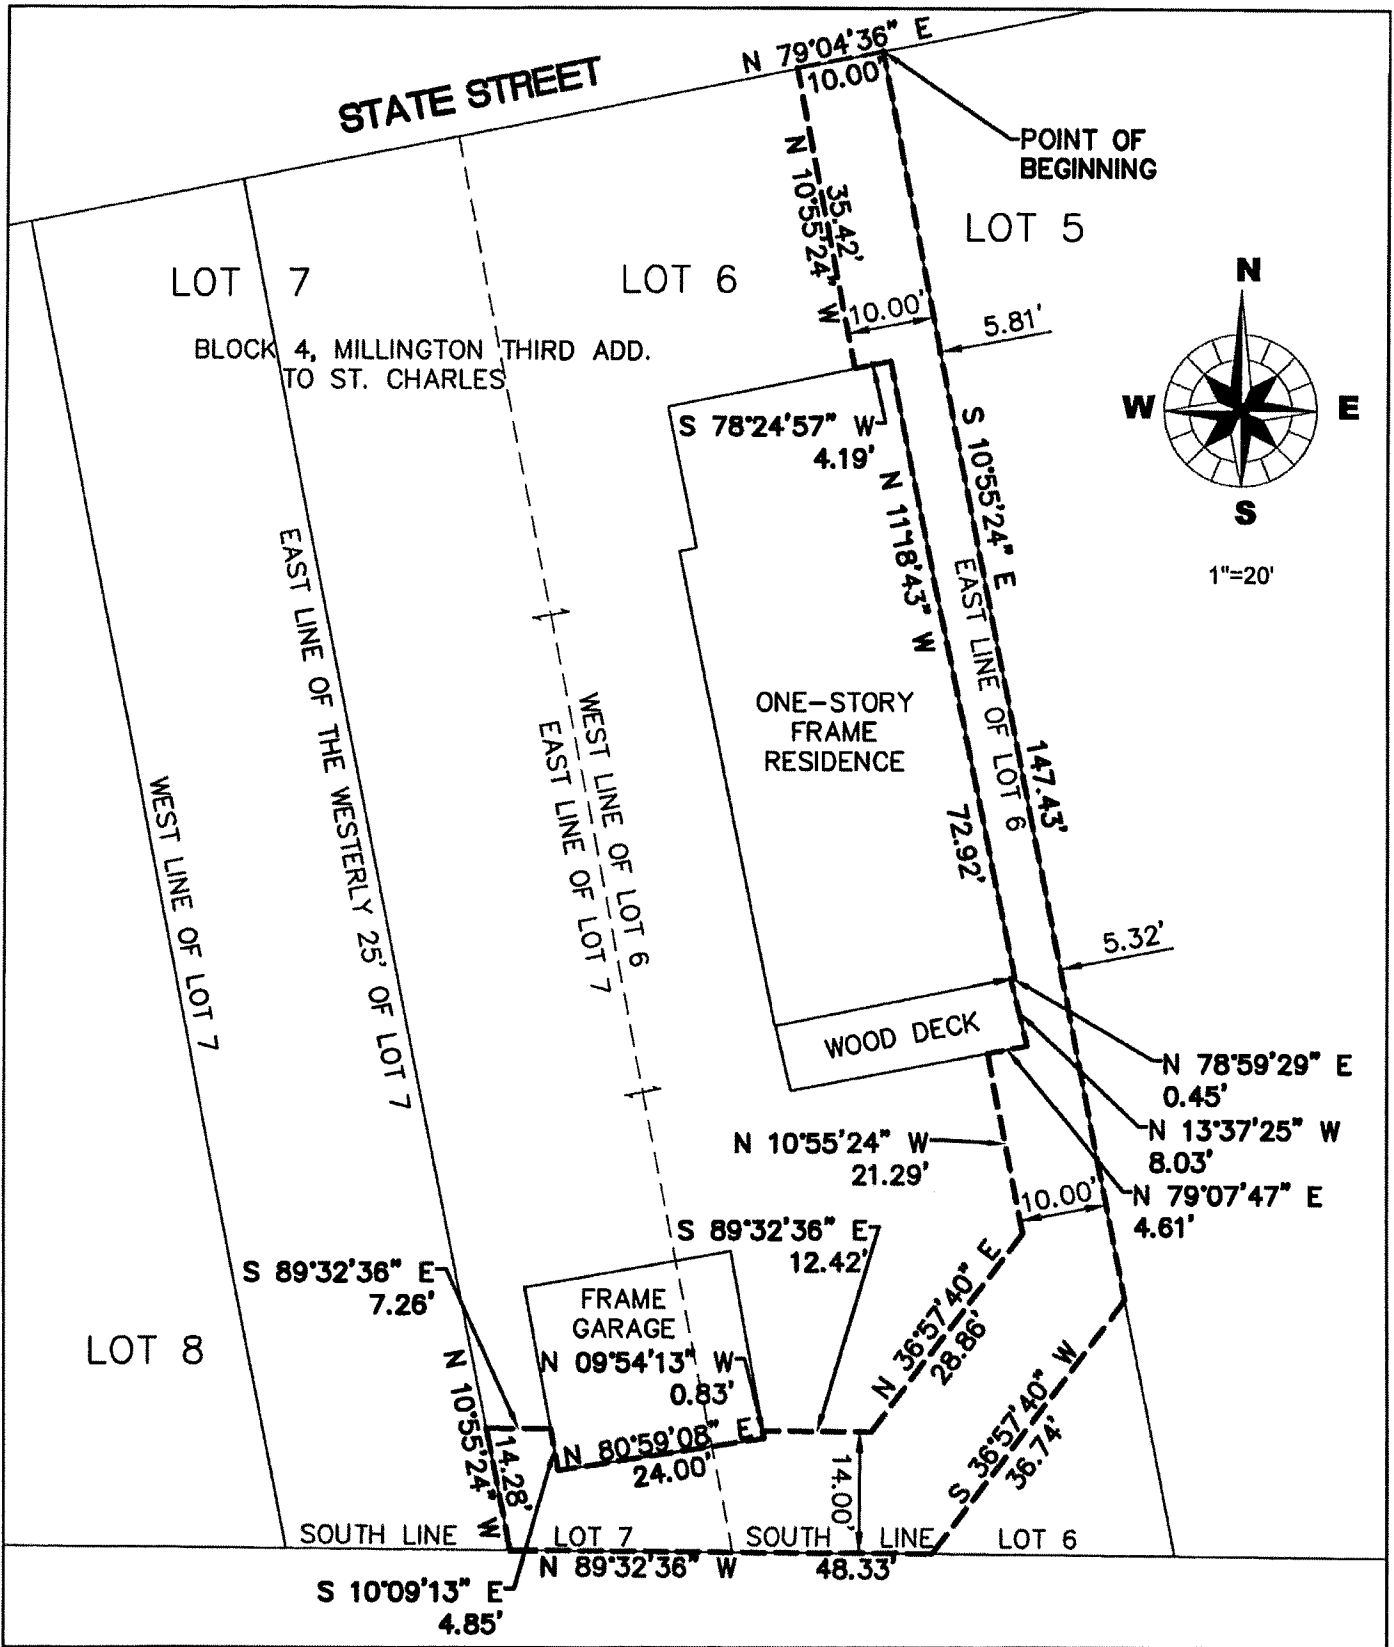 N 79°04'36" E
10.00'
STATE STREET
POINT OF
BEGINNING
N 10°55'24" W
35.42'
LOT 5
LOT 7
LOT 6
N
10.00'
5.81'
BLOCK 4, MILLINGTON THIRD ADD.
TO ST. CHARLES
W
E
S
S 78°24'57" W
4.19'
S 10°55'24" E
147.43'
N 11°18'43" W
72.92'
1"=20'
EAST LINE OF LOT 6
EAST LINE OF THE WESTERLY 25' OF LOT 7
WEST LINE OF LOT 6
EAST LINE OF LOT 7
ONE-STORY
FRAME
RESIDENCE
WEST LINE OF LOT 7
5.32'
WOOD DECK
N 78°59'29" E
0.45'
N 13°37'25" W
8.03'
N 79°07'47" E
4.61'
N 10°55'24" W
21.29'
10.00'
S 89°32'36" E
12.42'
S 89°32'36" E
7.26'
FRAME
GARAGE
N 36°57'40" E
28.86'
LOT 8
N 09°54'13" W
0.83'
N 10°55'24" W
14.28'
N 80°59'08" E
24.00'
14.00'
S 36°57'40" W
36.74'
SOUTH LINE LOT 7
SOUTH LINE LOT 6
N 89°32'36" W 48.33'
S 10°09'13" E
4.85'